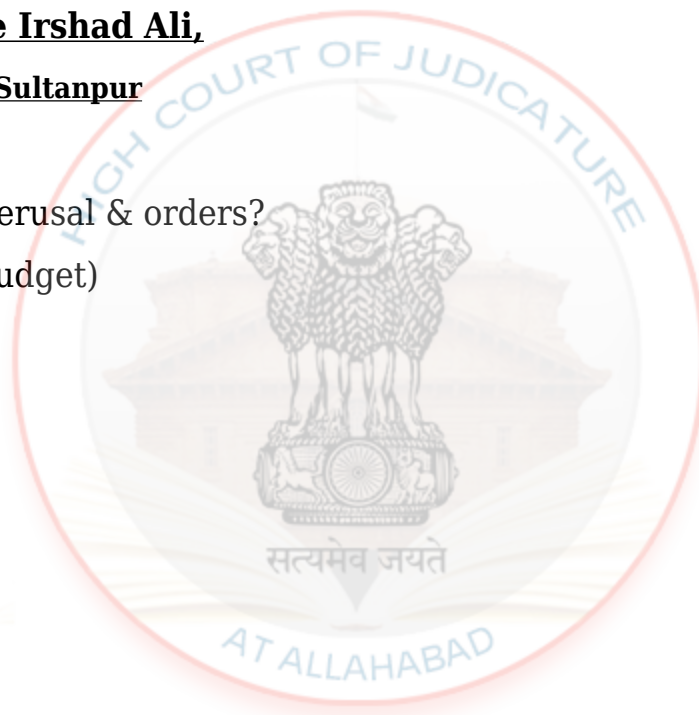 e Irshad Ali,
Sultanpur
HIGH COURT OF JUDICATURE
erusal & orders?
udget)
सत्यमेव जयते
AT ALLAHABAD